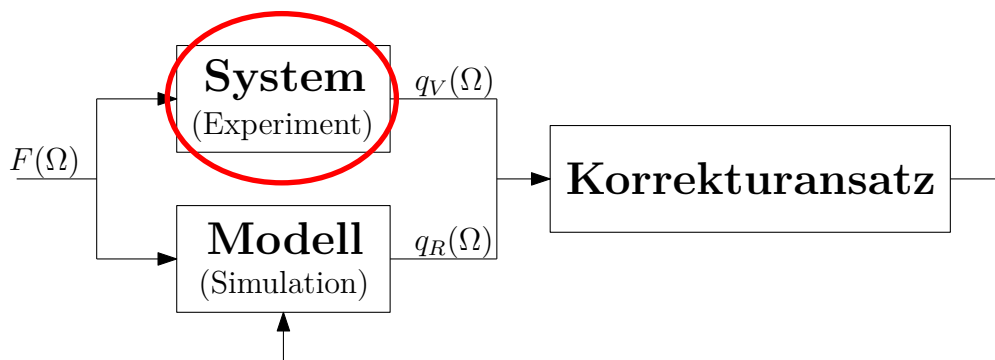 System
(Experiment)
q_V(Ω)
F(Ω)
Korrekturansatz
Modell
(Simulation)
q_R(Ω)